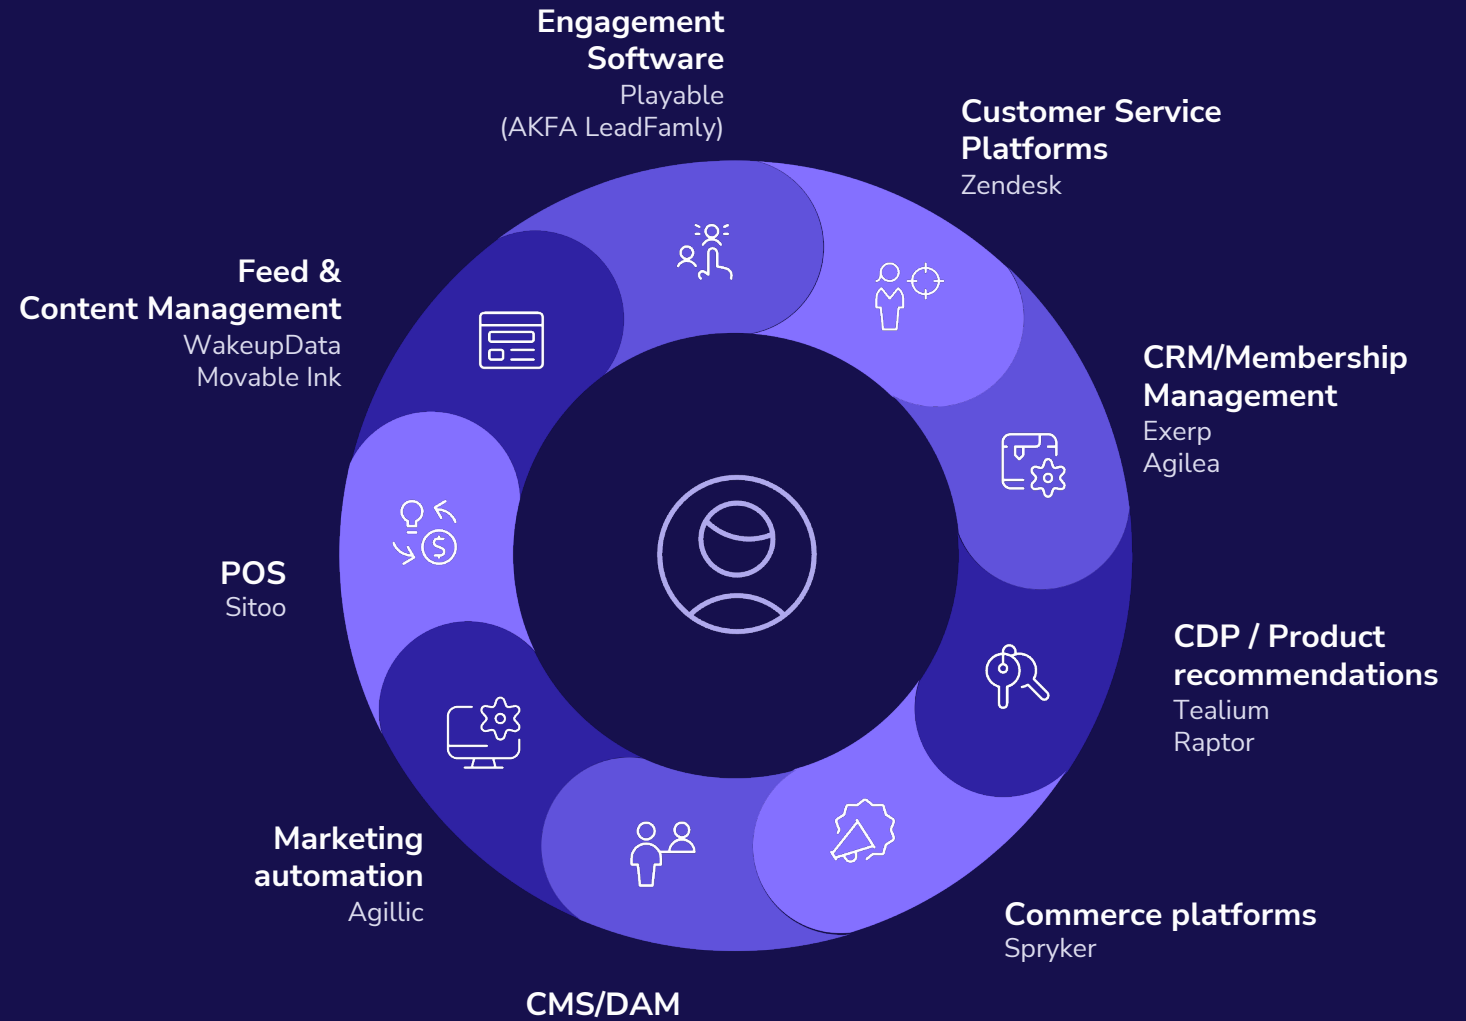 Engagement
Software
Playable
(AKFA LeadFamly)
Customer Service
Platforms
Zendesk
CRM/Membership
Management
Exerp
Agilea
CDP / Product
recommendations
Tealium
Raptor
Commerce platforms
Spryker
CMS/DAM
Marketing
automation
Agillic
POS
Sitoo
Feed &
Content Management
WakeupData
Movable Ink
$